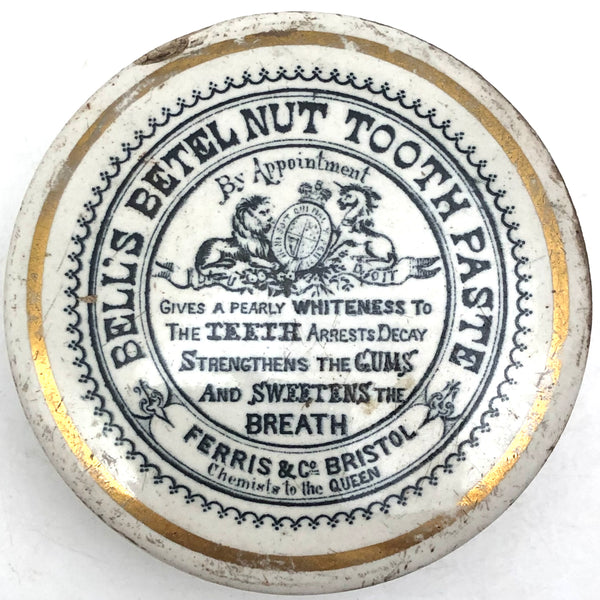 BELL'S BETEL NUT TOOTH PASTE
By Appointment
GIVES A PEARLY WHITENESS TO
THE TEETH ARRESTS DECAY
STRENGTHENS THE GUMS
AND SWEETENS THE
BREATH
FERRIS & Co. BRISTOL
Chemists to the QUEEN